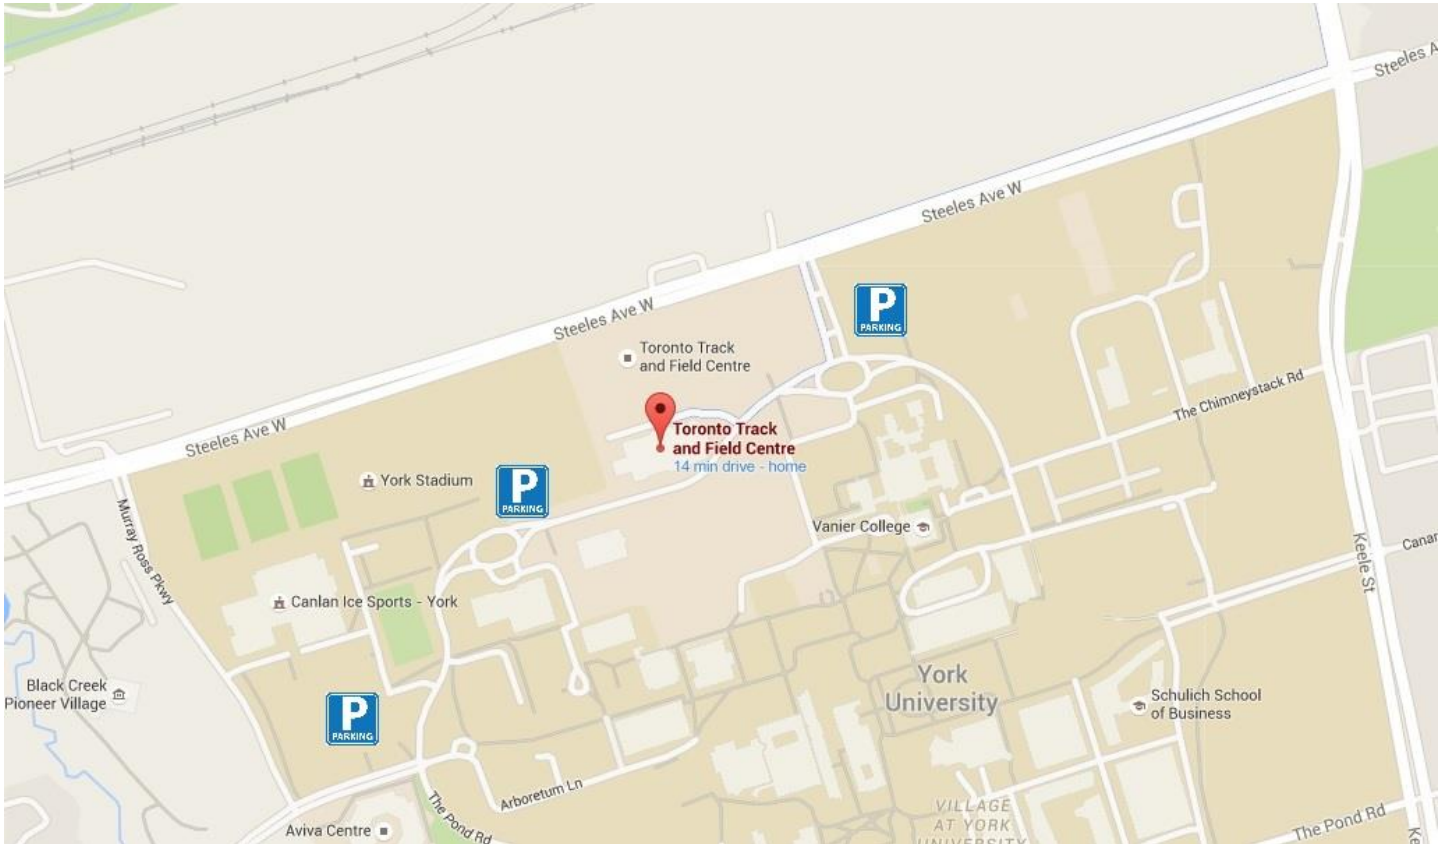 Steeles A
Steeles Ave W
P
PARKING
Steeles Ave W
Toronto Track
and Field Centre
The Chimneystack Rd
Toronto Track
and Field Centre
14 min drive - home
Steeles Ave W
York Stadium
P
PARKING
Murray Ross Pkwy
Vanier College
Keele St
Canar
Canlan Ice Sports - York
York
University
Black Creek
Pioneer Village
Schulich School
of Business
P
PARKING
Arboretum Ln
The Pond Rd
Aviva Centre
VILLAGE
AT YORK
UNIVERSITY
The Pond Rd
Ke